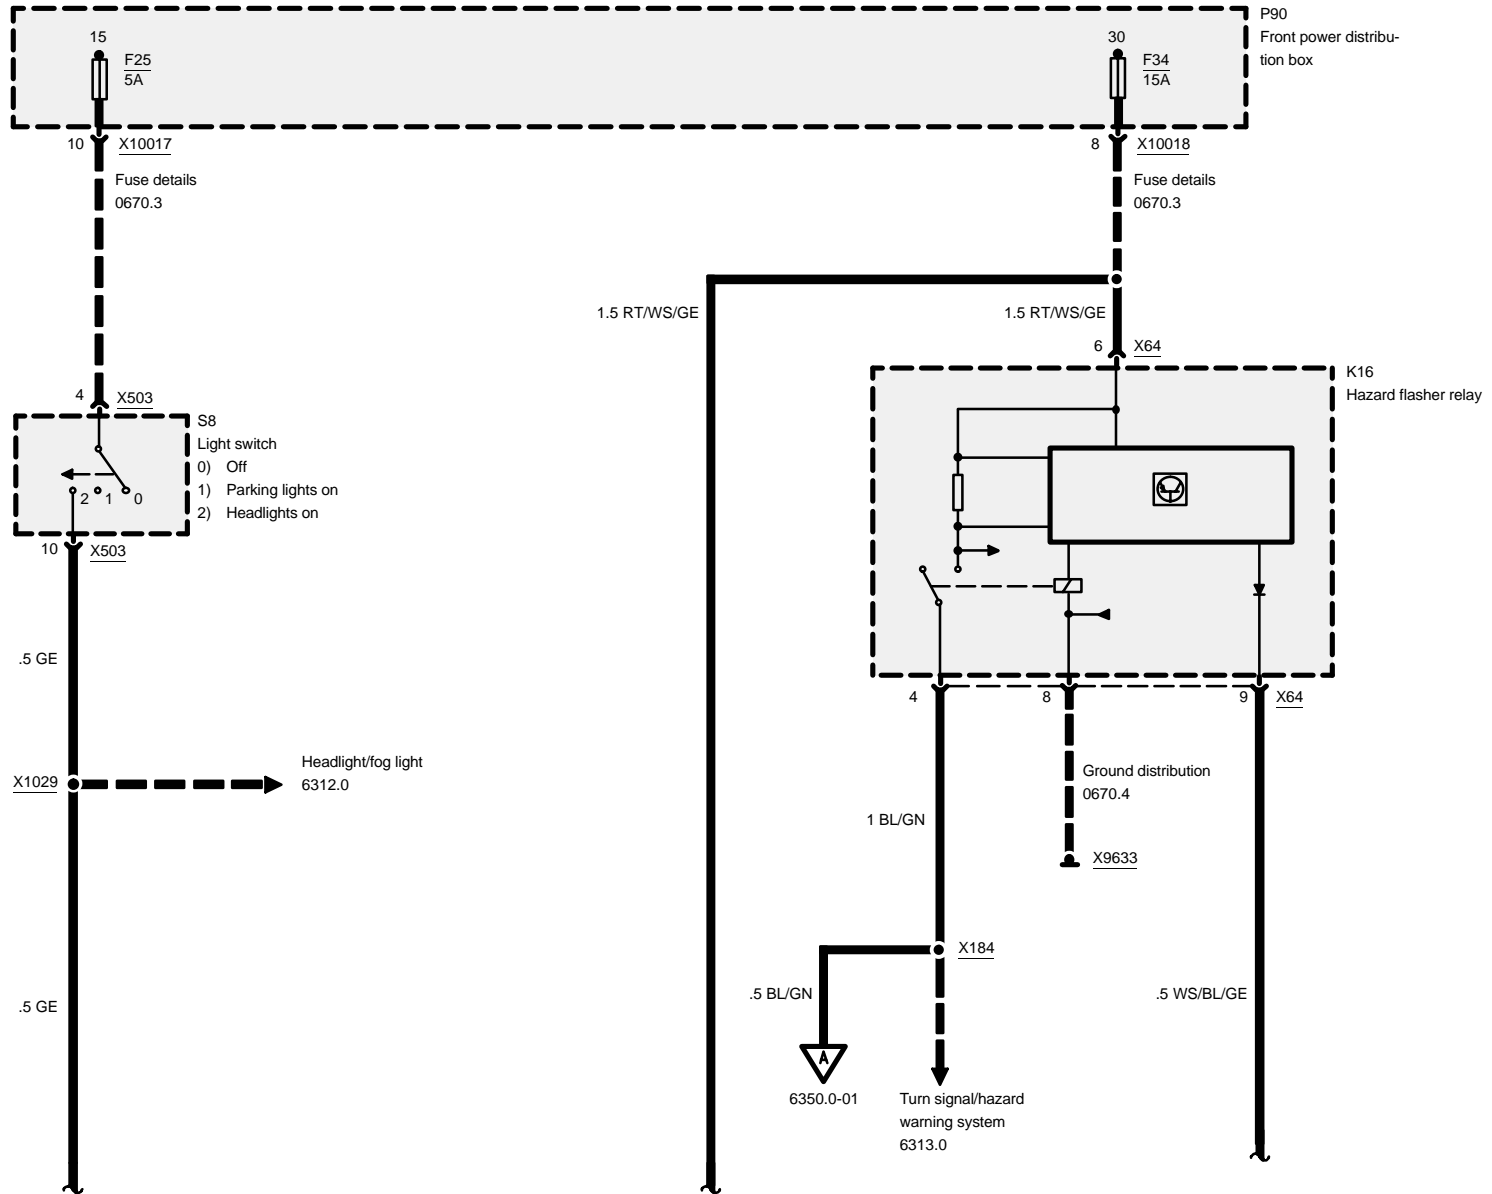 P90
Front power distribu-
tion box
15
F25
5A
30
F34
15A
10
X10017
8
X10018
Fuse details
0670.3
Fuse details
0670.3
1.5 RT/WS/GE
1.5 RT/WS/GE
6
X64
K16
Hazard flasher relay
4
X503
S8
Light switch
0) Off
1) Parking lights on
2) Headlights on
2
1
0
10
X503
.5 GE
4
8
9
X64
X1029
Headlight/fog light
6312.0
Ground distribution
0670.4
1 BL/GN
X9633
X184
.5 BL/GN
.5 WS/BL/GE
.5 GE
A
6350.0-01
Turn signal/hazard
warning system
6313.0